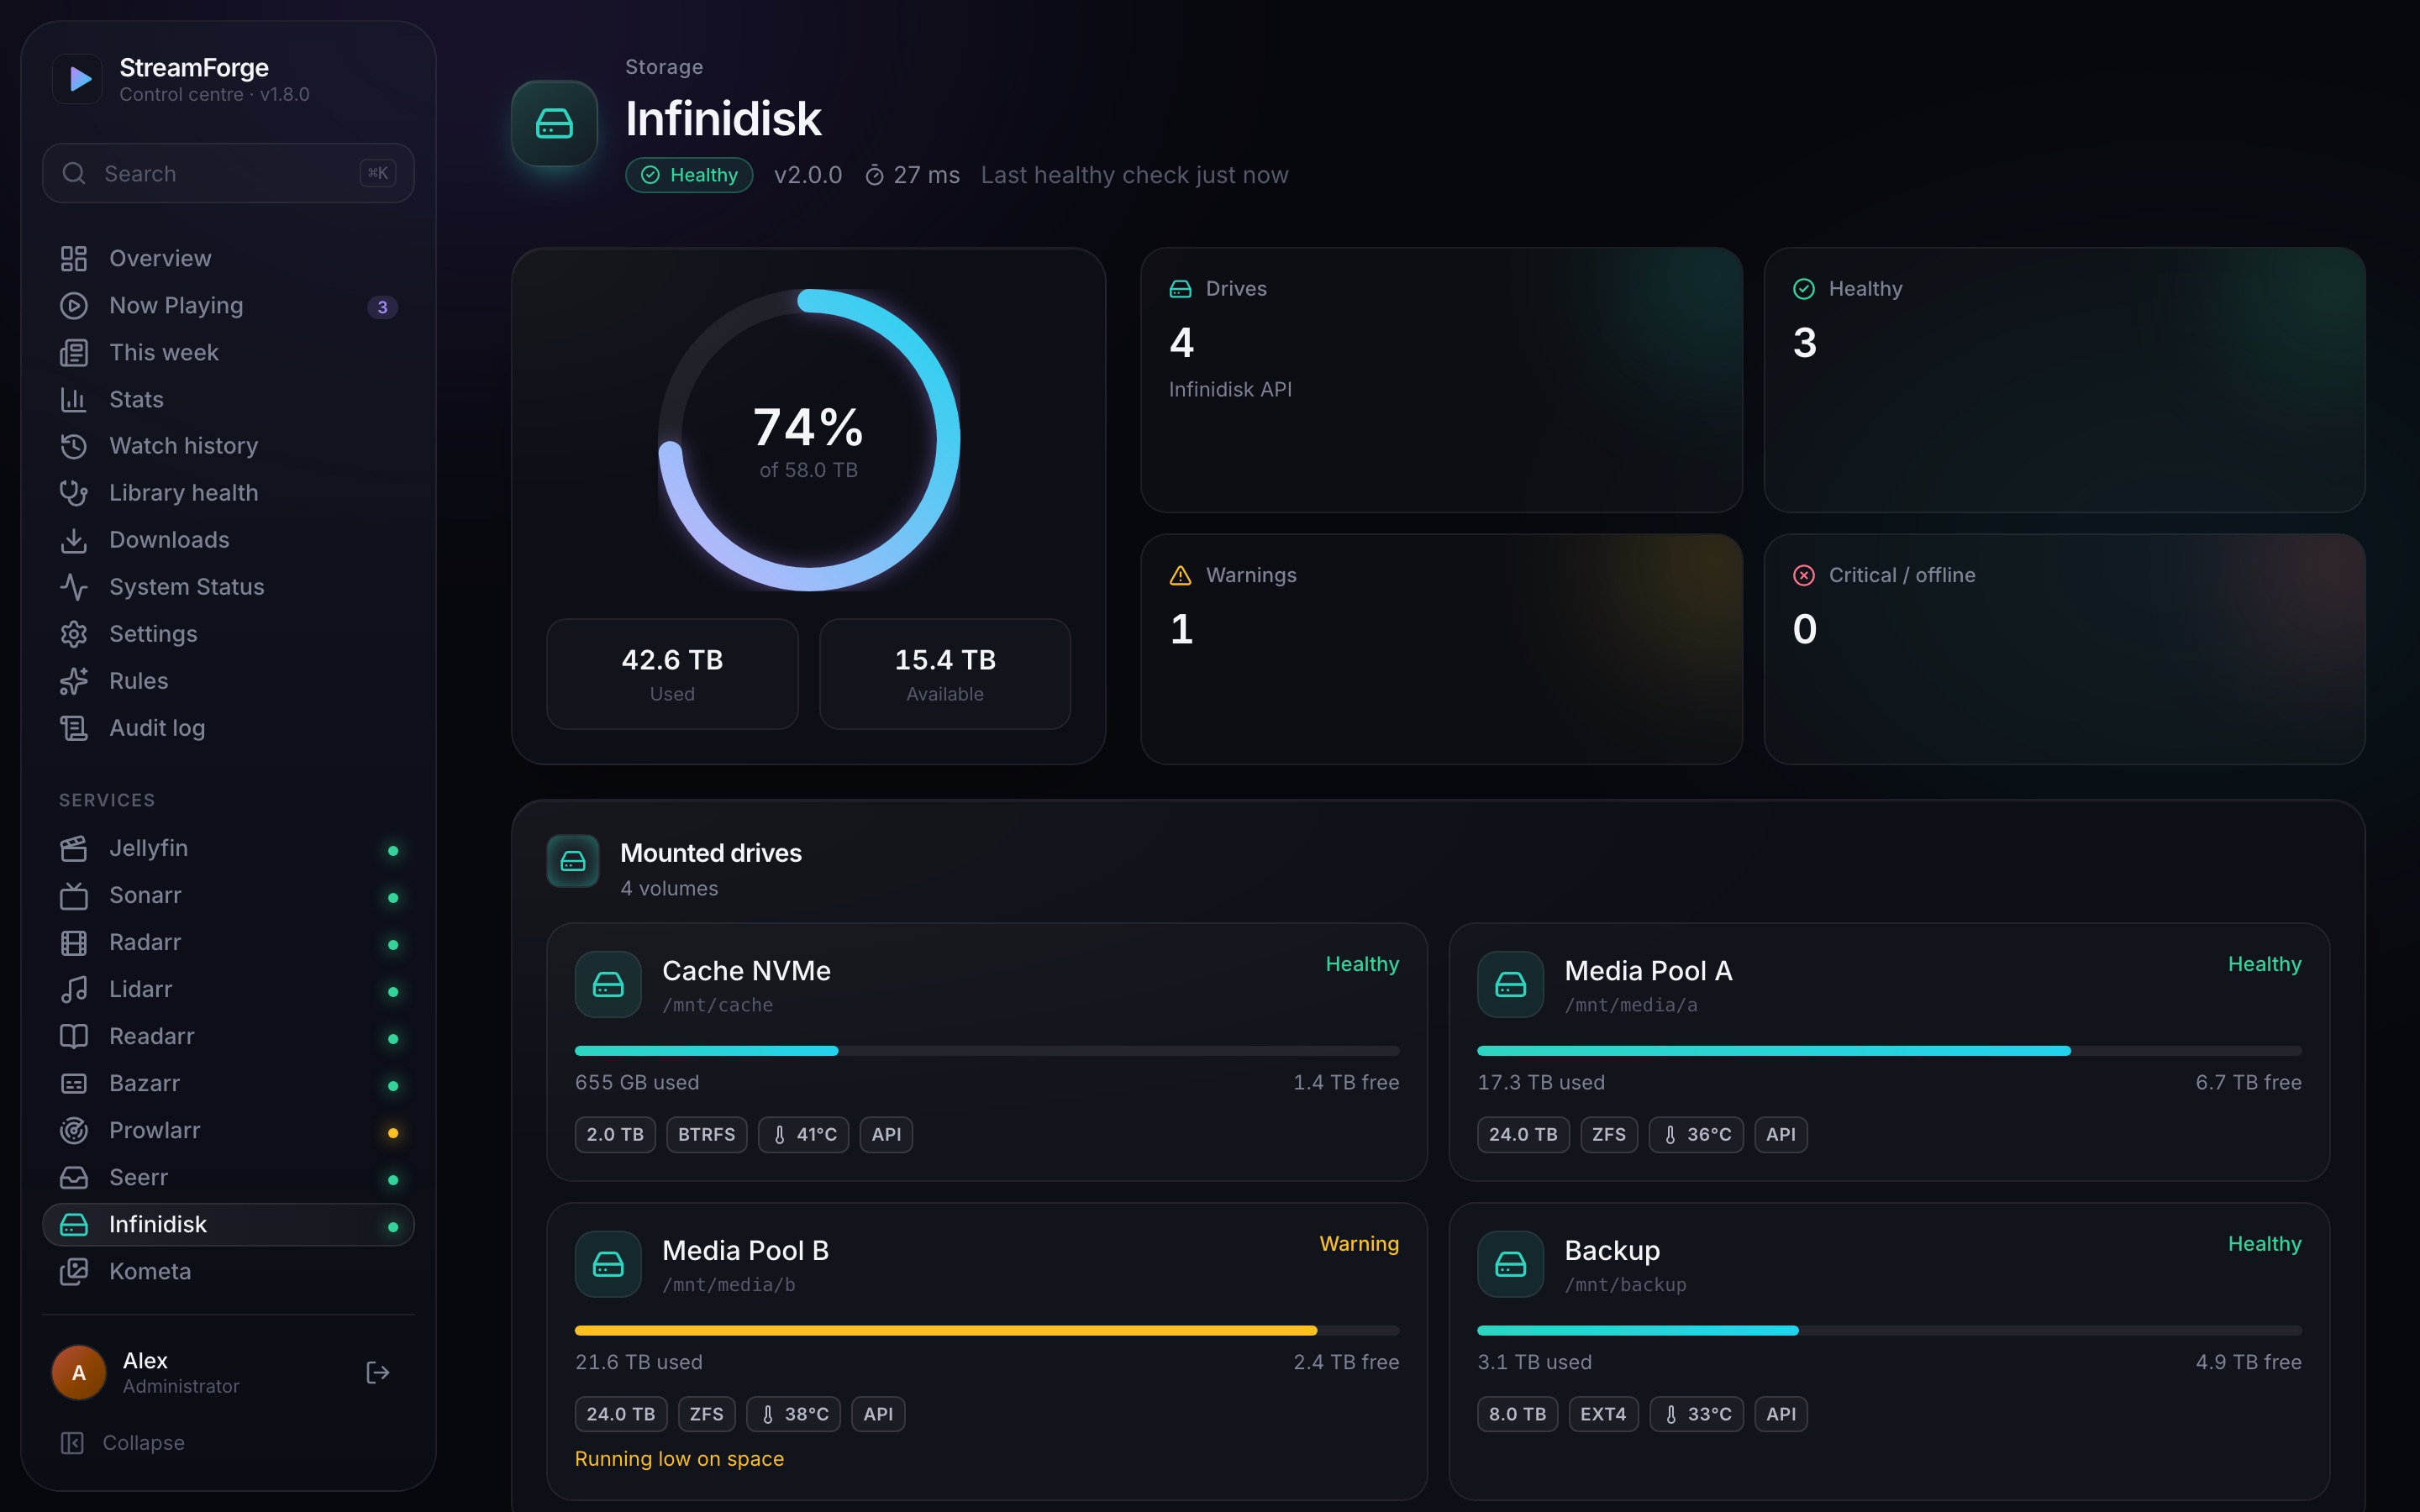 StreamForge
Control centre · v1.8.0
Search ⌘K
Overview
Now Playing 3
This week
Stats
Watch history
Library health
Downloads
System Status
Settings
Rules
Audit log
SERVICES
Jellyfin
Sonarr
Radarr
Lidarr
Readarr
Bazarr
Prowlarr
Seerr
Infinidisk
Kometa
A
Alex
Administrator
Collapse
Storage
Infinidisk
Healthy v2.0.0 27 ms Last healthy check just now
74%
of 58.0 TB
42.6 TB
Used
15.4 TB
Available
Drives
4
Infinidisk API
Healthy
3
Warnings
1
Critical / offline
0
Mounted drives
4 volumes
Cache NVMe Healthy
/mnt/cache
655 GB used 1.4 TB free
2.0 TB BTRFS 41°C API
Media Pool A Healthy
/mnt/media/a
17.3 TB used 6.7 TB free
24.0 TB ZFS 36°C API
Media Pool B Warning
/mnt/media/b
21.6 TB used 2.4 TB free
24.0 TB ZFS 38°C API
Running low on space
Backup Healthy
/mnt/backup
3.1 TB used 4.9 TB free
8.0 TB EXT4 33°C API